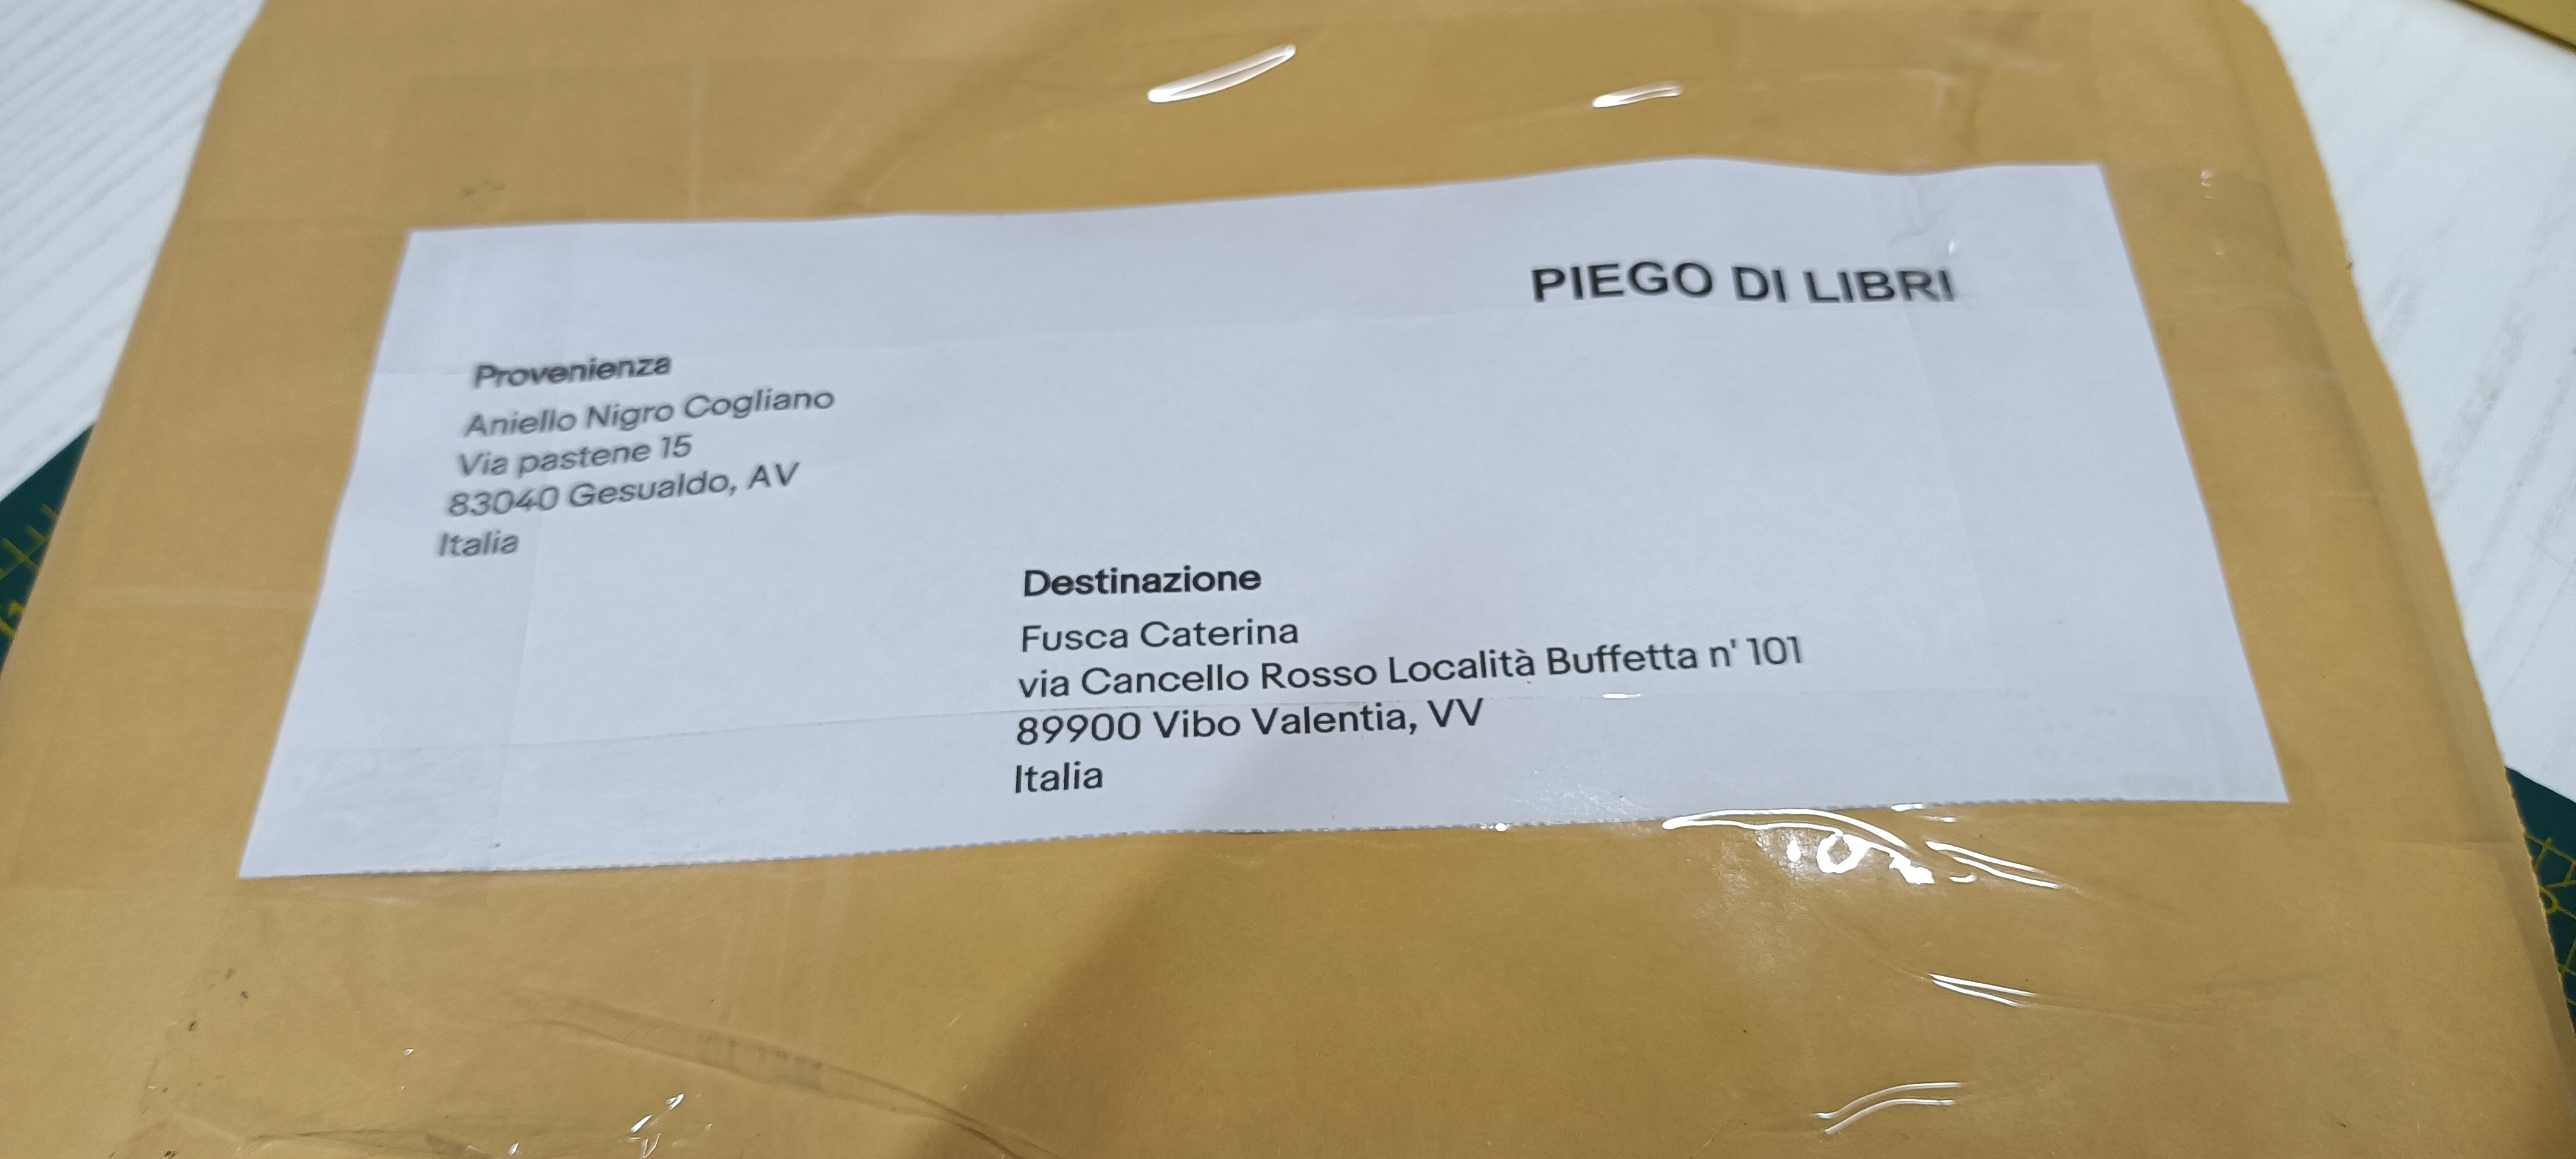 PIEGO DI LIBRI
Provenienza
Aniello Nigro Cogliano
Via pastene 15
83040 Gesualdo, AV
Italia
Destinazione
Fusca Caterina
via Cancello Rosso Località Buffetta n' 101
89900 Vibo Valentia, VV
Italia